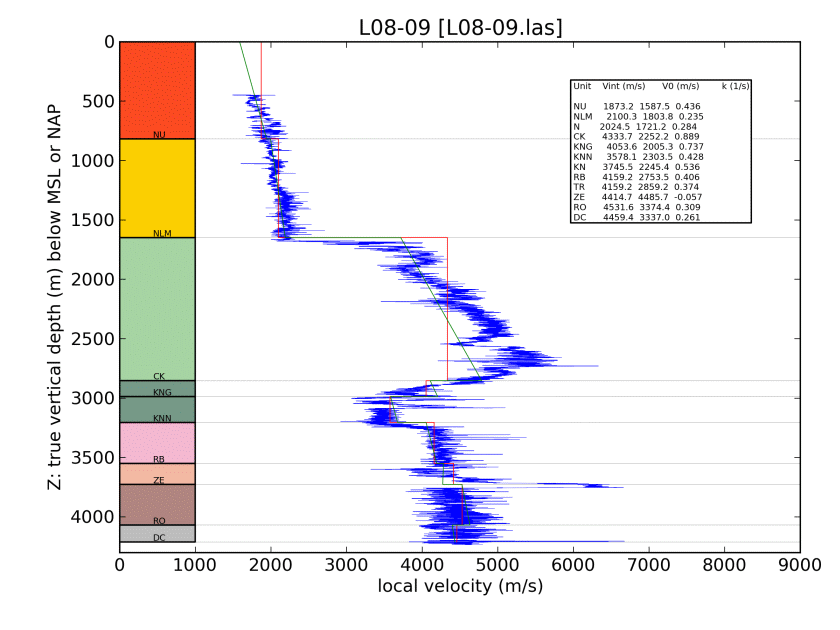 L08-09 [L08-09.las]
Z: true vertical depth (m) below MSL or NAP
0
500
1000
1500
2000
2500
3000
3500
4000
NU
NLM
CK
KNG
KNN
RB
ZE
RO
DC
Unit Vint (m/s) V0 (m/s) k (1/s)
NU 1873.2 1587.5 0.436
NLM 2100.3 1803.8 0.235
N 2024.5 1721.2 0.284
CK 4333.7 2252.2 0.889
KNG 4053.6 2005.3 0.737
KNN 3578.1 2303.5 0.428
KN 3745.5 2245.4 0.536
RB 4159.2 2753.5 0.406
TR 4159.2 2859.2 0.374
ZE 4414.7 4485.7 -0.057
RO 4531.6 3374.4 0.309
DC 4459.4 3337.0 0.261
0 1000 2000 3000 4000 5000 6000 7000 8000 9000
local velocity (m/s)